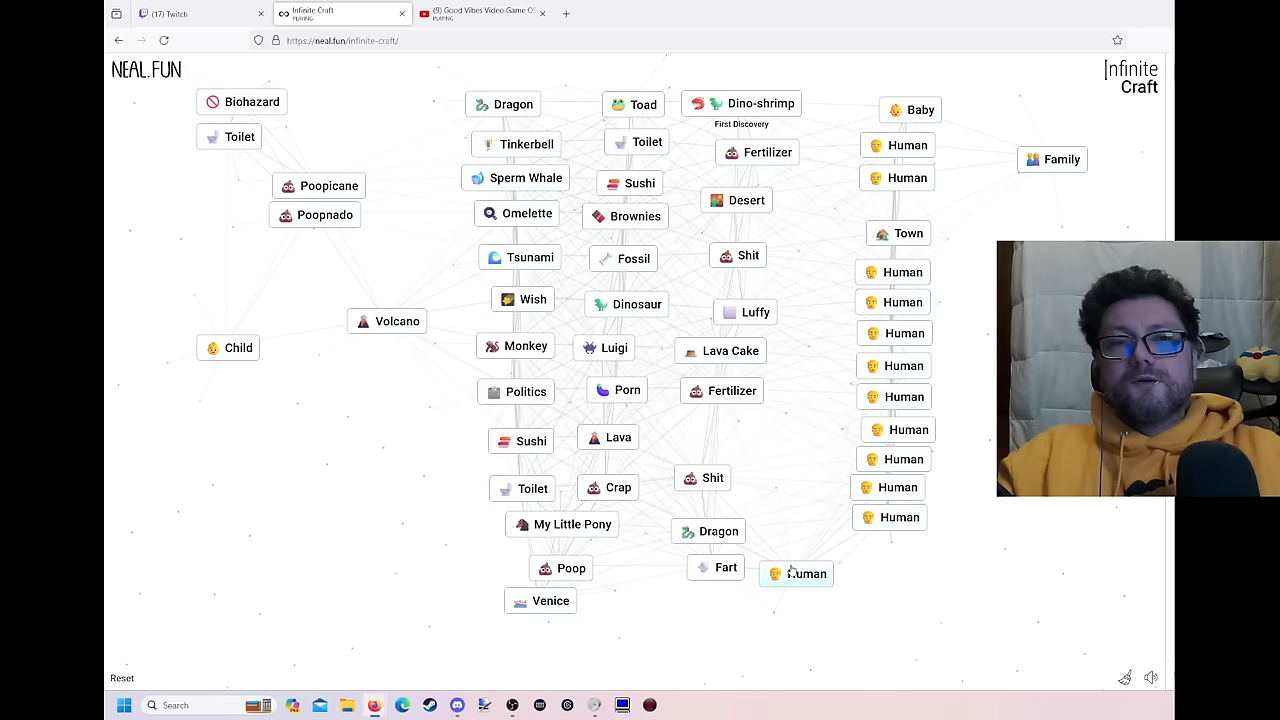 (17) Twitch
Infinite Craft
PLAYING
(9) Good Vibes Video Game OS
PLAYING
https://neal.fun/infinite-craft/
NEAL.FUN
Infinite
Craft
Biohazard
Toilet
Poopicane
Poopnado
Volcano
Child
Dragon
Tinkerbell
Sperm Whale
Omelette
Tsunami
Wish
Monkey
Politics
Sushi
Toilet
My Little Pony
Poop
Venice
Toad
Toilet
Sushi
Brownies
Fossil
Dinosaur
Luigi
Porn
Lava
Crap
Dino-shrimp
First Discovery
Fertilizer
Desert
Shit
Luffy
Lava Cake
Fertilizer
Shit
Dragon
Fart
Human
Baby
Human
Human
Town
Human
Human
Human
Human
Human
Human
Human
Human
Human
Family
Reset
Search